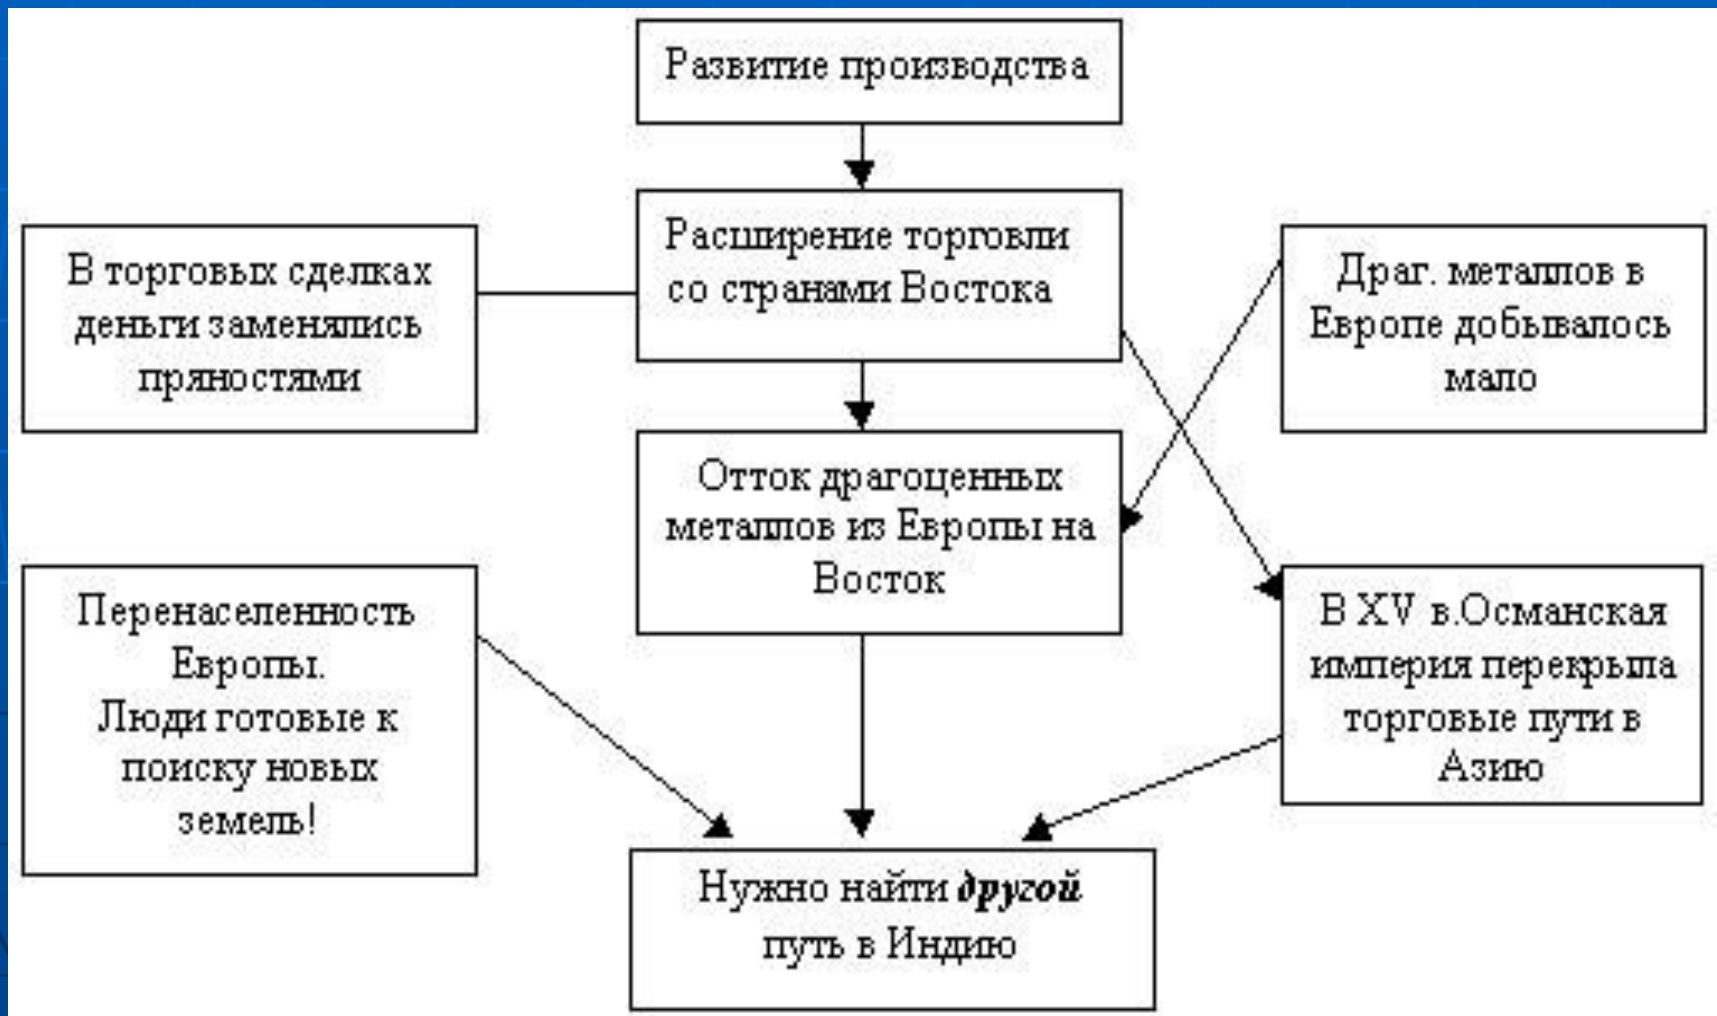 Развитие производства
Расширение торговли
со странами Востока
В торговых сделках
деньги заменялись
пряностями
Драг. металлов в
Европе добывалось
мало
Отток драгоценных
металлов из Европы на
Восток
Перенаселенность
Европы.
Люди готовые к
поиску новых
земель!
В XV в.Османская
империя перекрыла
торговые пути в
Азию
Нужно найти другой
путь в Индию